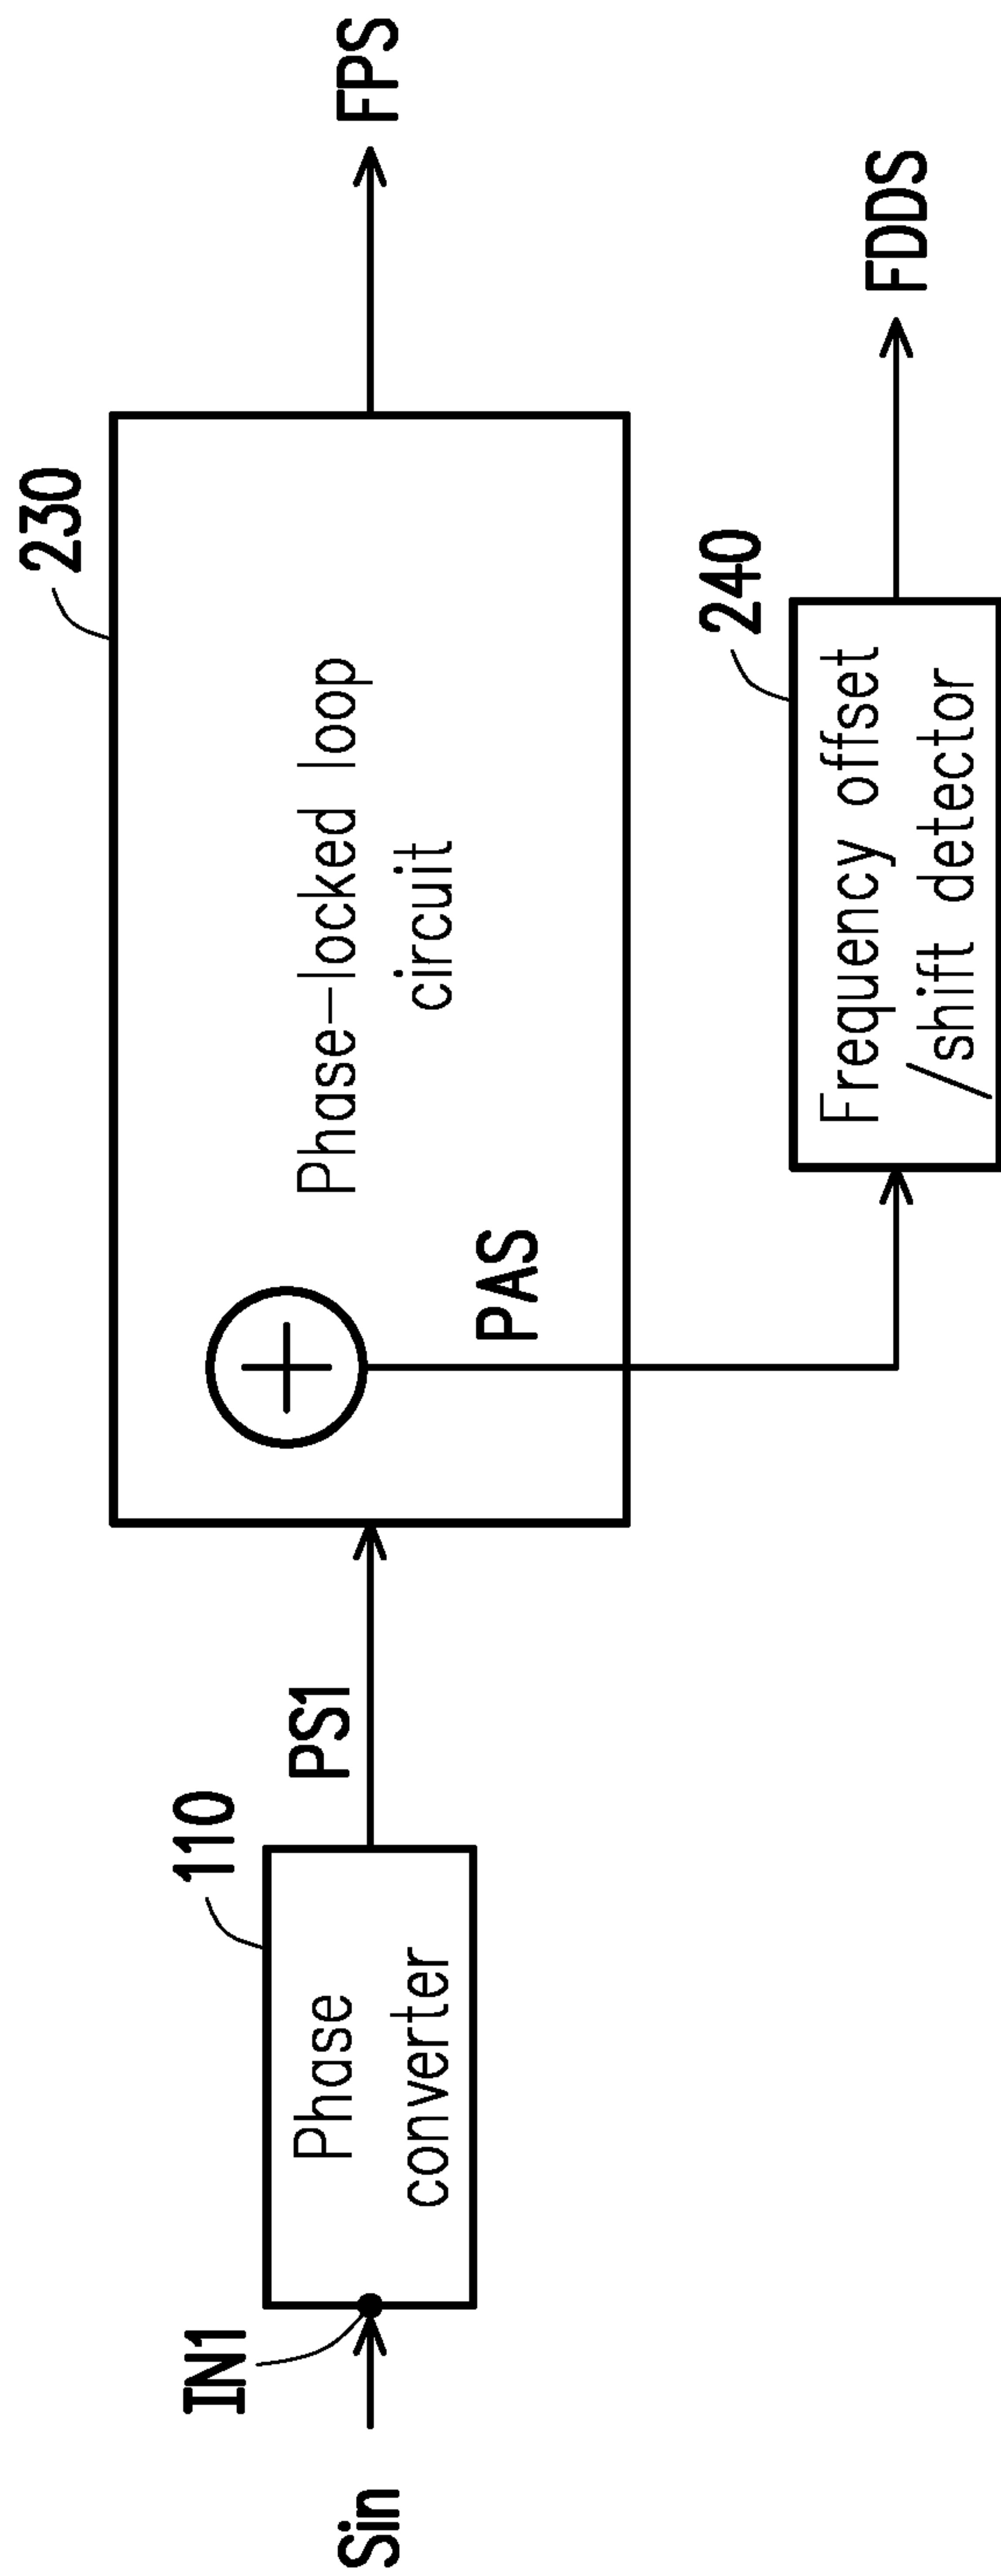 230
Phase-locked loop
circuit
FPS
PAS
110
PS1
Phase
converter
IN1
Sin
240
Frequency offset
/shift detector
FDDS